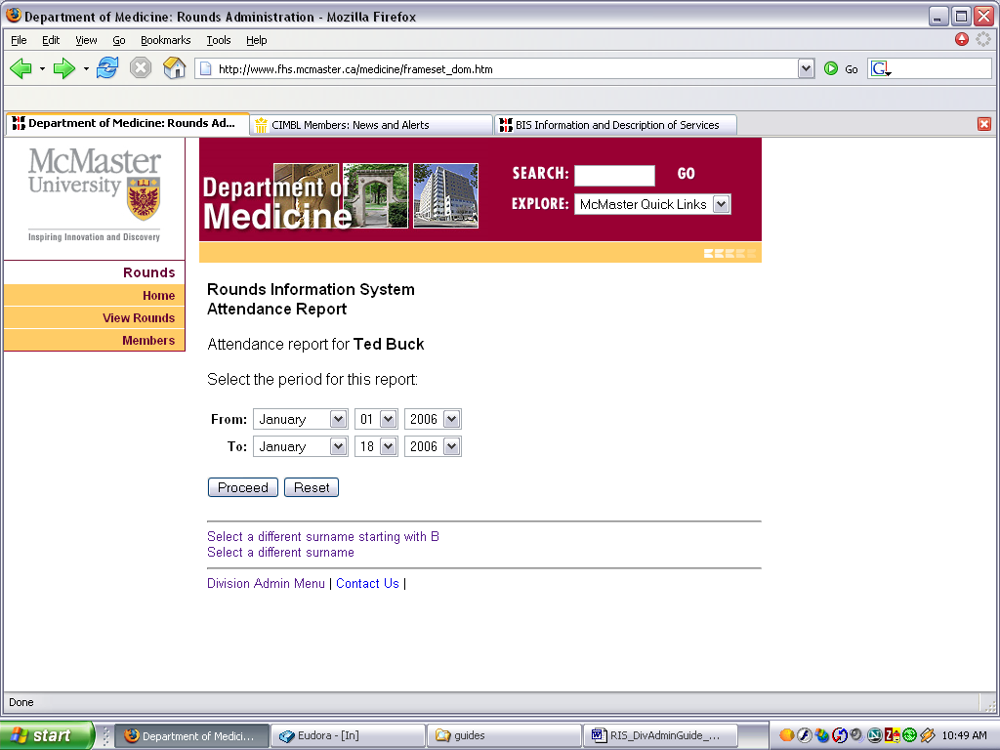 Department of Medicine: Rounds Administration - Mozilla Firefox
File Edit View Go Bookmarks Tools Help
http://www.fhs.mcmaster.ca/medicine/frameset_dom.htm Go G
Department of Medicine: Rounds Ad... CIMBL Members: News and Alerts BIS Information and Description of Services
McMaster
University
Inspiring Innovation and Discovery
Department of
Medicine
SEARCH: GO
EXPLORE: McMaster Quick Links
Rounds
Home
View Rounds
Members
Rounds Information System
Attendance Report
Attendance report for Ted Buck
Select the period for this report:
From: January 01 2006
To: January 18 2006
Proceed Reset
Select a different surname starting with B
Select a different surname
Division Admin Menu | Contact Us |
Done
start Department of Medici... Eudora - [In] guides RIS_DivAdminGuide_... 10:49 AM